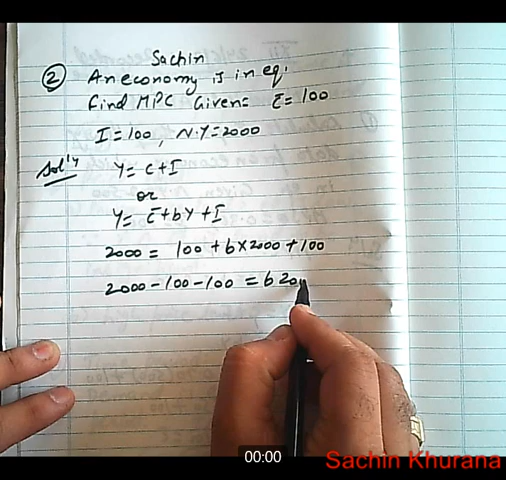 Sachin
② An economy is in eq.
find MPC Given= c̄ = 100
I = 100, N.Y = 2000
Sol'y Y = C + I
or
Y = c̄ + bY + I
2000 = 100 + b × 2000 + 100
2000 - 100 - 100 = b 200
00:00
Sachin Khurana